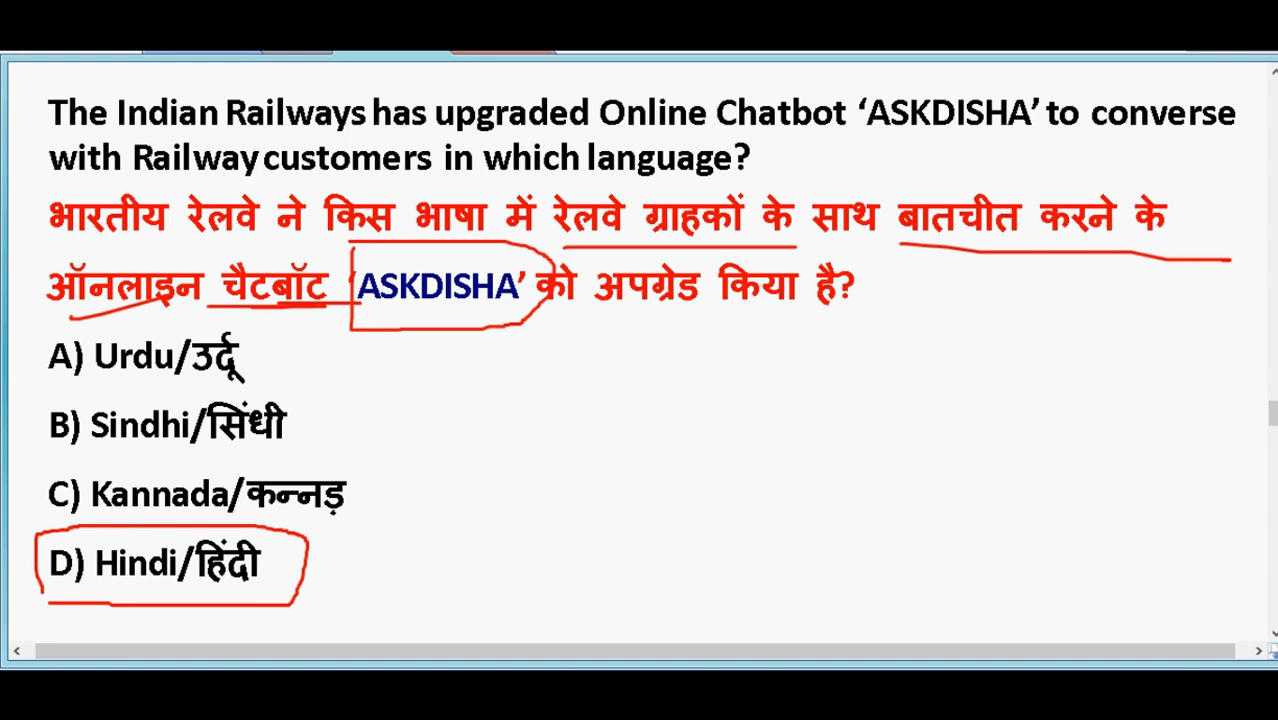 The Indian Railways has upgraded Online Chatbot ‘ASKDISHA’ to converse
with Railway customers in which language?
भारतीय रेलवे ने किस भाषा में रेलवे ग्राहकों के साथ बातचीत करने के
ऑनलाइन चैटबॉट ‘ASKDISHA’ को अपग्रेड किया है?
A) Urdu/उर्दू
B) Sindhi/सिंधी
C) Kannada/कन्नड़
D) Hindi/हिंदी